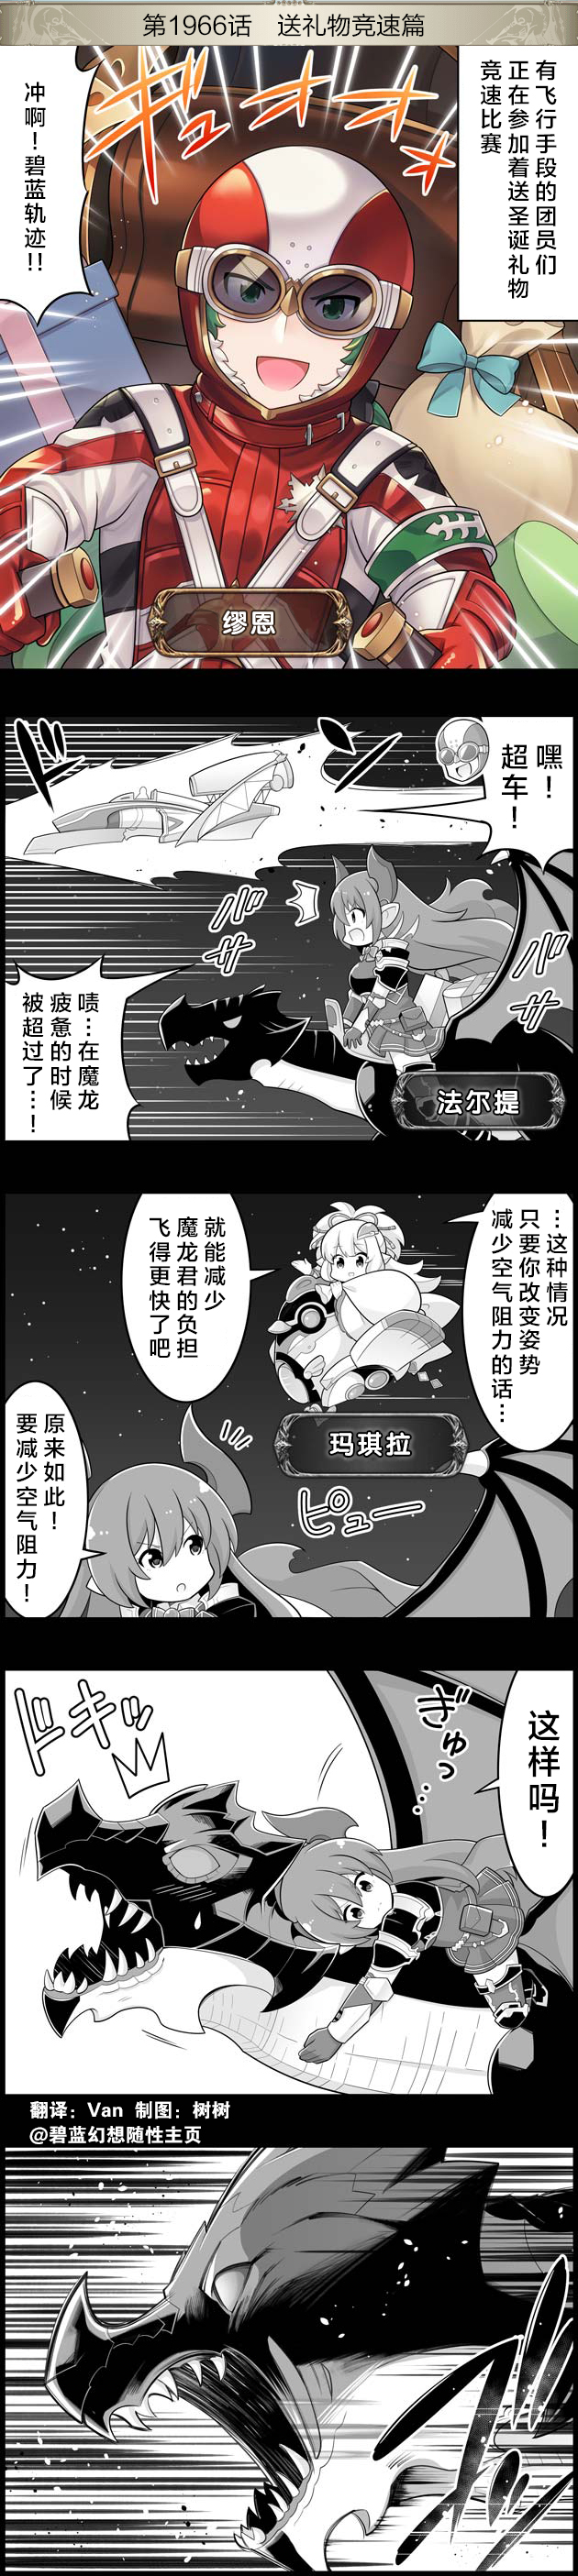 第1966话　送礼物竞速篇
有飞行手段的团员们
正在参加着送圣诞礼物
竞速比赛
ギュオオオ
冲啊！碧蓝轨迹!!
缪恩
嘿！
超车！
法尔提
啧…在魔龙
疲惫的时候
被超过了…！
…这种情况
只要你改变姿势
减少空气阻力的话…
就能减少
魔龙君的负担
飞得更快了吧
玛琪拉
ピュー
原来如此！
要减少空气阻力！
这样吗！
ぎゅっ…
ドキッ
翻译：Van 制图：树树
@碧蓝幻想随性主页